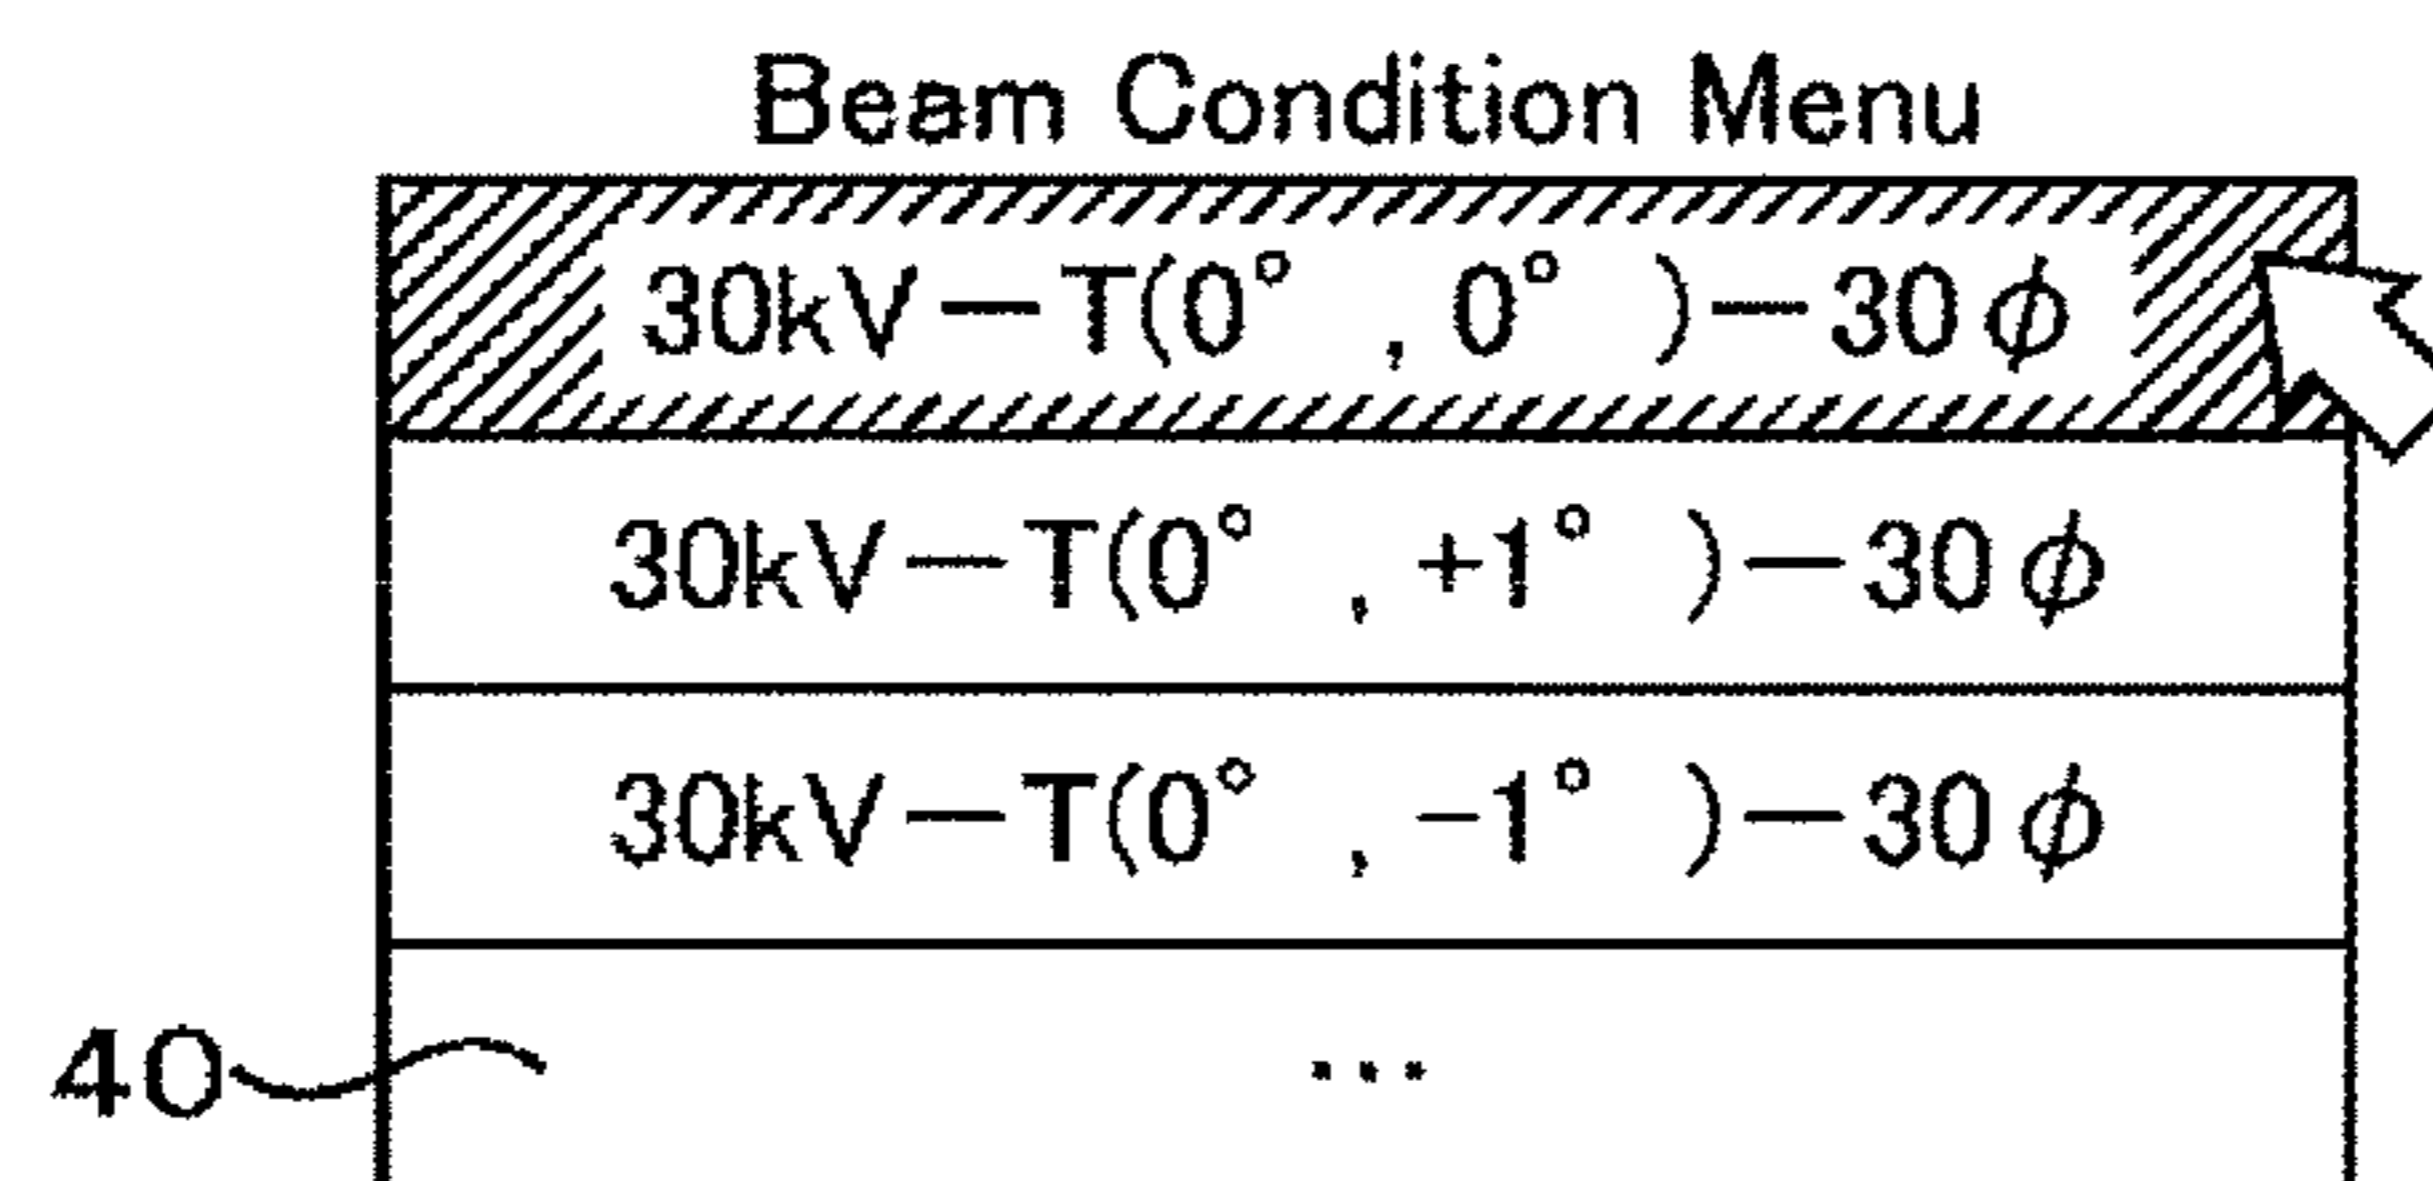 Beam Condition Menu
30kV－T(0° , 0° )－30φ
30kV－T(0° , +1° )－30φ
30kV－T(0° , −1° )－30φ
40 ...